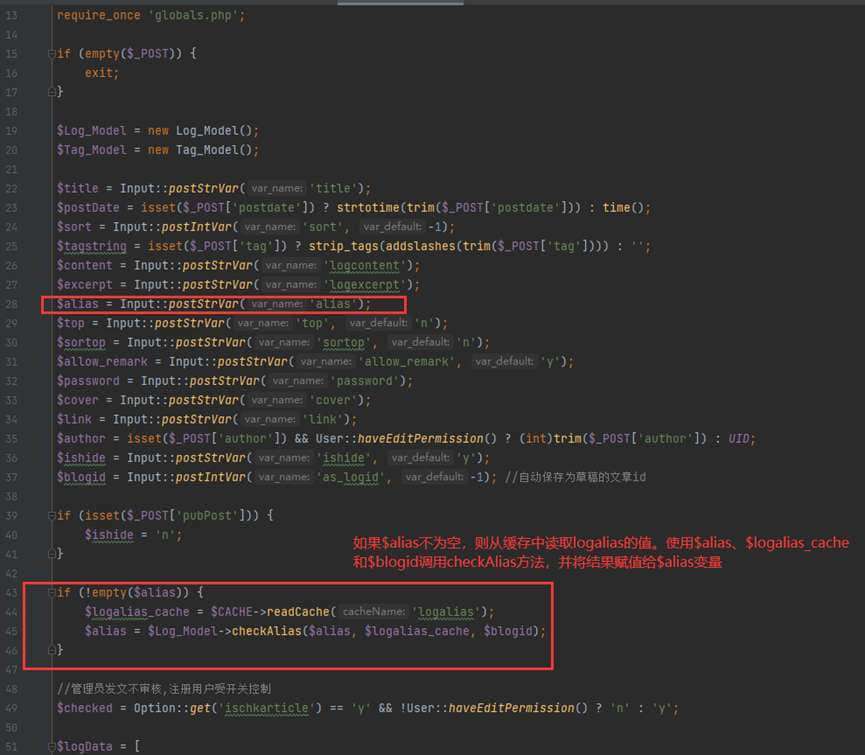 13 require_once 'globals.php';
14
15 if (empty($_POST)) {
16 exit;
17 }
18
19 $Log_Model = new Log_Model();
20 $Tag_Model = new Tag_Model();
21
22 $title = Input::postStrVar( var_name: 'title');
23 $postDate = isset($_POST['postdate']) ? strtotime(trim($_POST['postdate'])) : time();
24 $sort = Input::postIntVar( var_name: 'sort', var_default: -1);
25 $tagstring = isset($_POST['tag']) ? strip_tags(addslashes(trim($_POST['tag']))) : '';
26 $content = Input::postStrVar( var_name: 'logcontent');
27 $excerpt = Input::postStrVar( var_name: 'logexcerpt');
28 $alias = Input::postStrVar( var_name: 'alias');
29 $top = Input::postStrVar( var_name: 'top', var_default: 'n');
30 $sortop = Input::postStrVar( var_name: 'sortop', var_default: 'n');
31 $allow_remark = Input::postStrVar( var_name: 'allow_remark', var_default: 'y');
32 $password = Input::postStrVar( var_name: 'password');
33 $cover = Input::postStrVar( var_name: 'cover');
34 $link = Input::postStrVar( var_name: 'link');
35 $author = isset($_POST['author']) && User::haveEditPermission() ? (int)trim($_POST['author']) : UID;
36 $ishide = Input::postStrVar( var_name: 'ishide', var_default: 'y');
37 $blogid = Input::postIntVar( var_name: 'as_logid', var_default: -1); //自动保存为草稿的文章id
38
39 if (isset($_POST['pubPost'])) {
40 $ishide = 'n';
41 }
如果$alias不为空，则从缓存中读取logalias的值。使用$alias、$logalias_cache
和$blogid调用checkAlias方法，并将结果赋值给$alias变量
42
43 if (!empty($alias)) {
44 $logalias_cache = $CACHE->readCache( cacheName: 'logalias');
45 $alias = $Log_Model->checkAlias($alias, $logalias_cache, $blogid);
46 }
47
48 //管理员发文不审核,注册用户受开关控制
49 $checked = Option::get('ischkarticle') == 'y' && !User::haveEditPermission() ? 'n' : 'y';
50
51 $logData = [